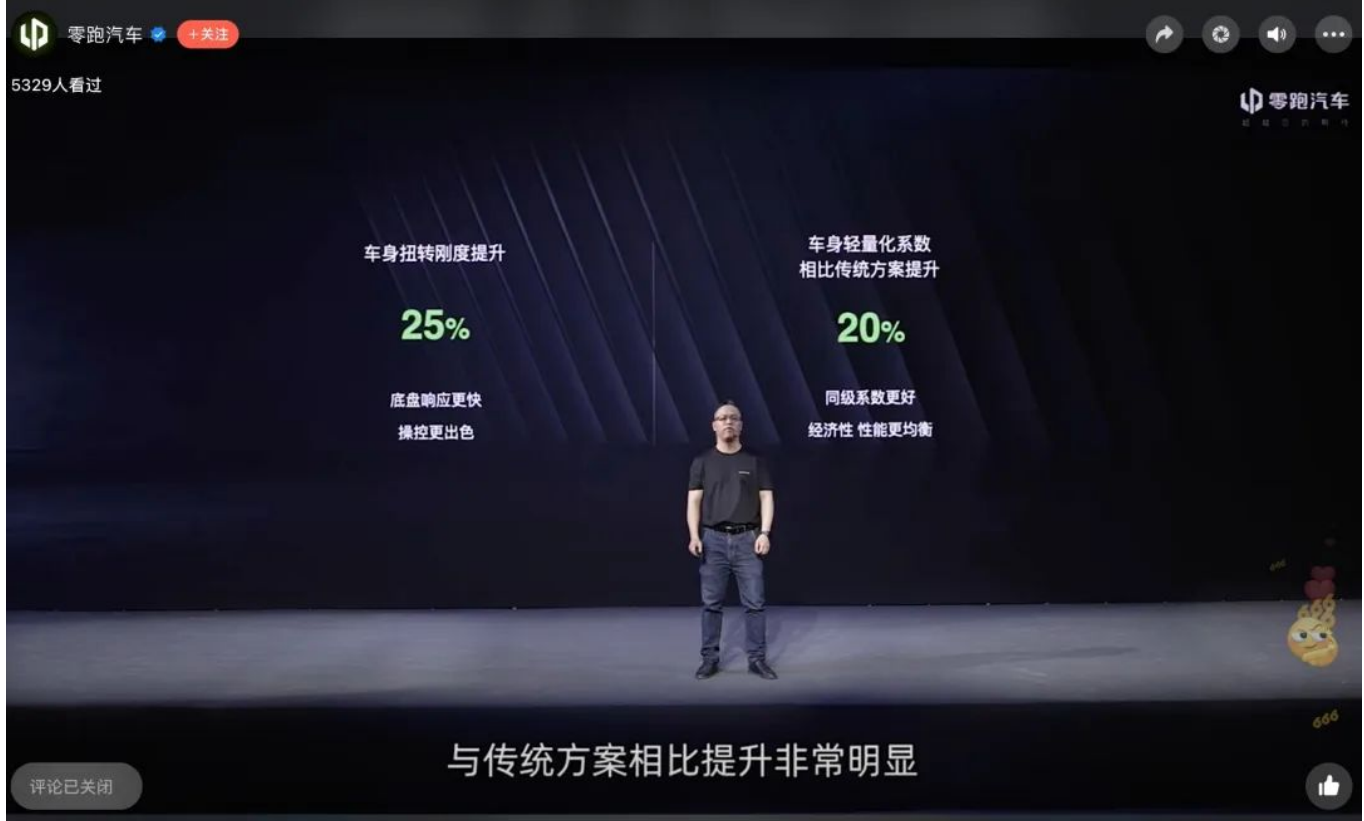 零跑汽车
+关注
5329人看过
零跑汽车
车身扭转刚度提升
25%
底盘响应更快
操控更出色
车身轻量化系数
相比传统方案提升
20%
同级系数更好
经济性 性能更均衡
666
666
与传统方案相比提升非常明显
评论已关闭